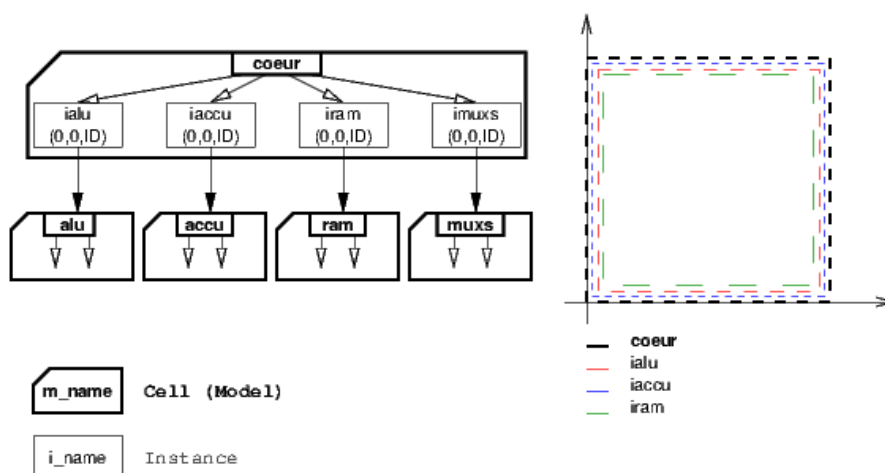 coeur
ialu
(0,0,ID)
iaccu
(0,0,ID)
iram
(0,0,ID)
imuxs
(0,0,ID)
alu
accu
ram
muxs
coeur
ialu
iaccu
iram
m_name
Cell (Model)
i_name
Instance